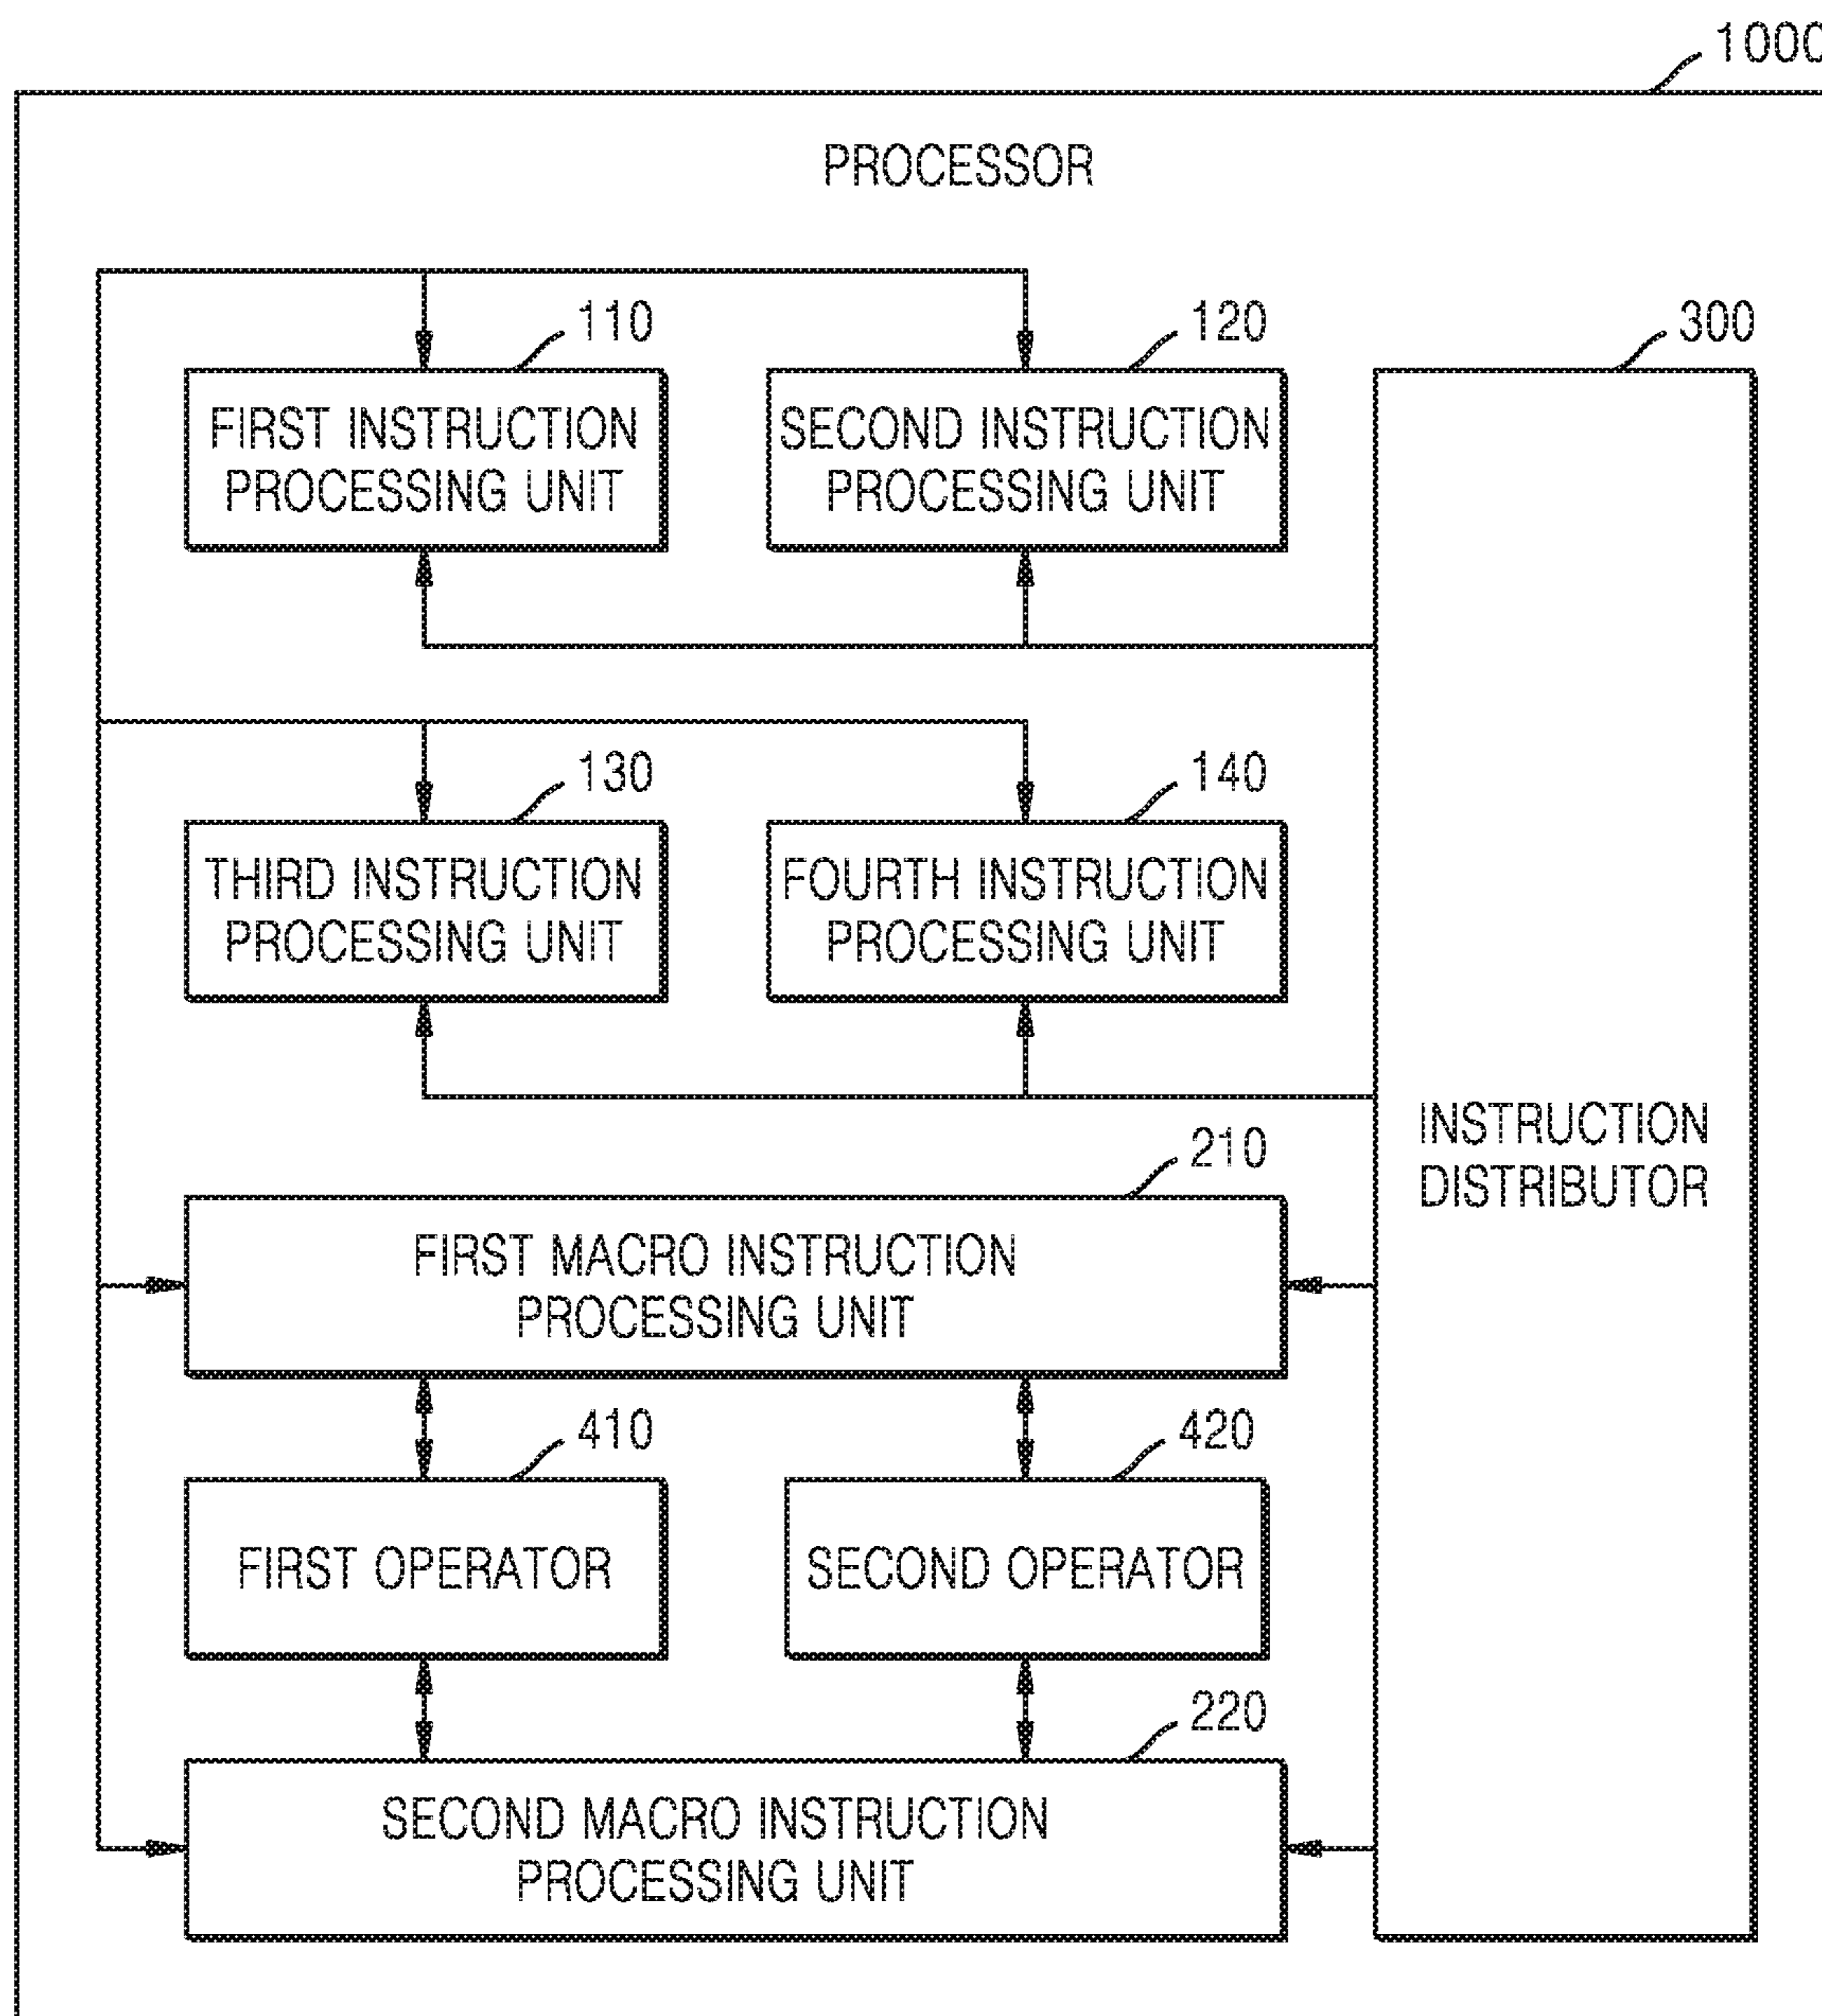 1000
PROCESSOR
110
120
300
FIRST INSTRUCTION
PROCESSING UNIT
SECOND INSTRUCTION
PROCESSING UNIT
130
140
THIRD INSTRUCTION
PROCESSING UNIT
FOURTH INSTRUCTION
PROCESSING UNIT
INSTRUCTION
DISTRIBUTOR
210
FIRST MACRO INSTRUCTION
PROCESSING UNIT
410
420
FIRST OPERATOR
SECOND OPERATOR
220
SECOND MACRO INSTRUCTION
PROCESSING UNIT